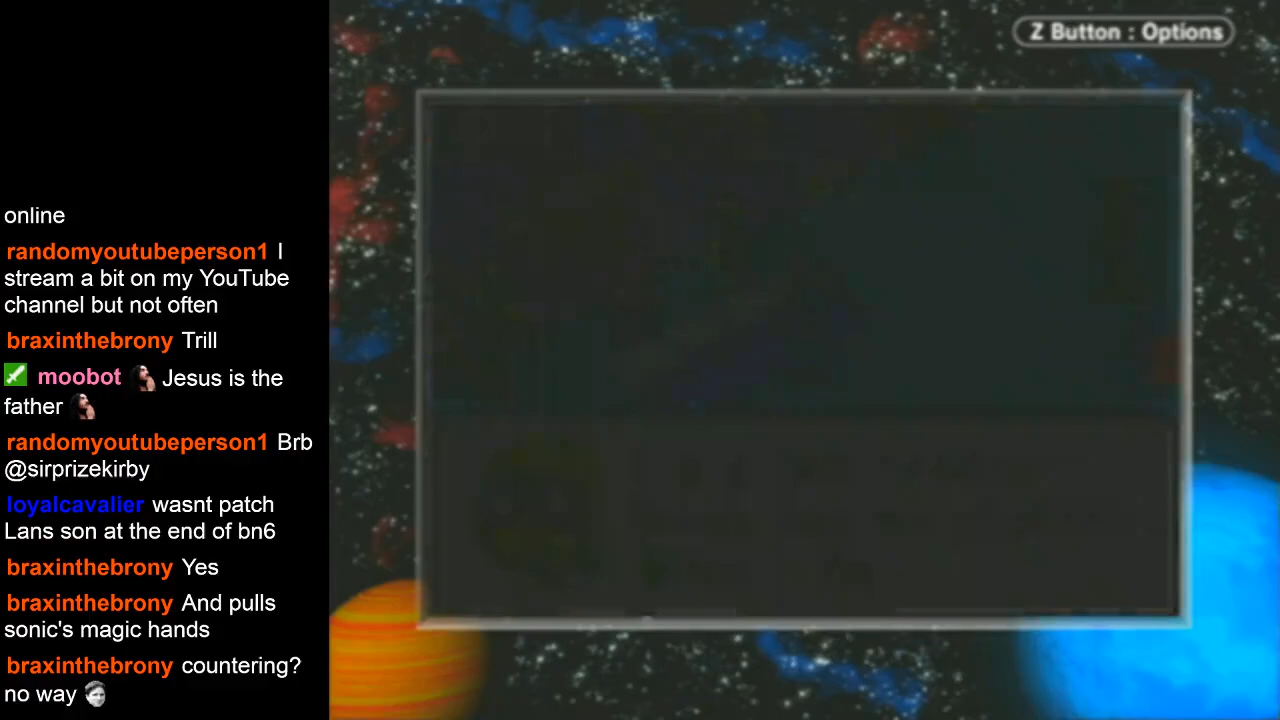 Z Button : Options
online
randomyoutubeperson1 I
stream a bit on my YouTube
channel but not often
braxinthebrony Trill
moobot Jesus is the
father
randomyoutubeperson1 Brb
@sirprizekirby
loyalcavalier wasnt patch
Lans son at the end of bn6
braxinthebrony Yes
braxinthebrony And pulls
sonic's magic hands
braxinthebrony countering?
no way